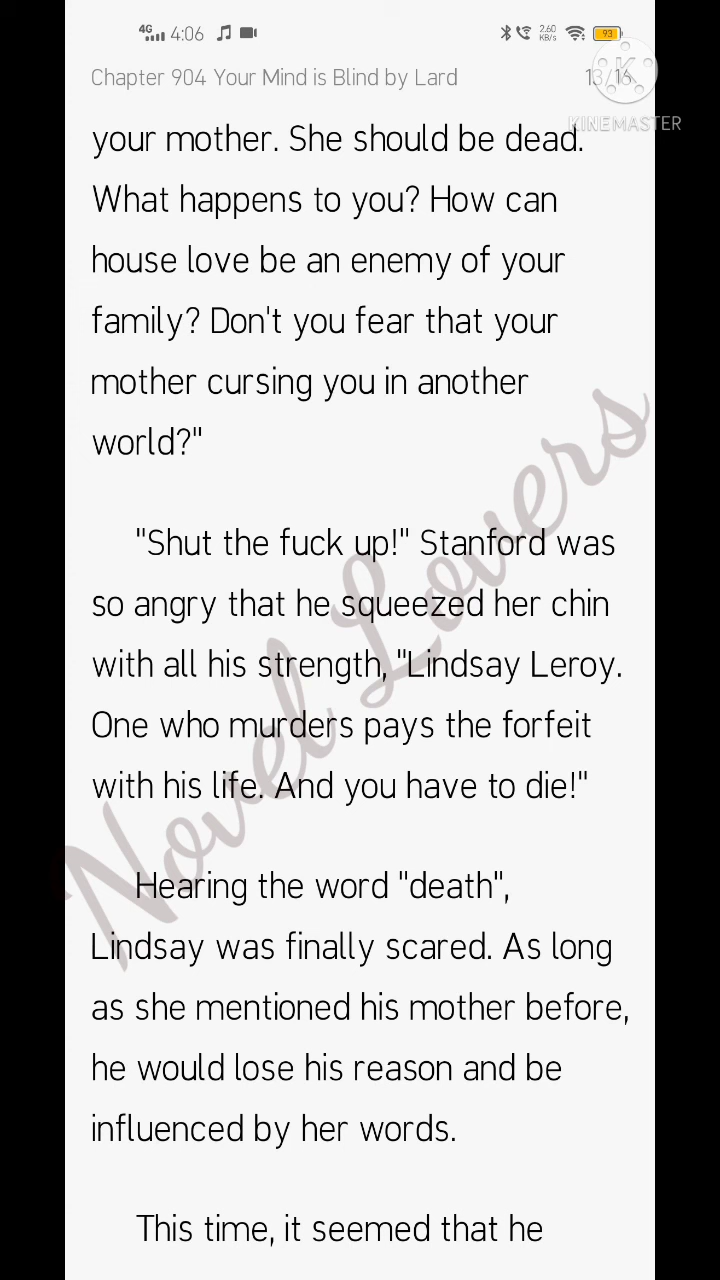 4G 4:06 2.60 KB/s 93
Chapter 904 Your Mind is Blind by Lard 13/16
KINEMASTER
your mother. She should be dead.
What happens to you? How can
house love be an enemy of your
family? Don't you fear that your
mother cursing you in another
world?"
"Shut the fuck up!" Stanford was
so angry that he squeezed her chin
with all his strength, "Lindsay Leroy.
One who murders pays the forfeit
with his life. And you have to die!"
Hearing the word "death",
Lindsay was finally scared. As long
as she mentioned his mother before,
he would lose his reason and be
influenced by her words.
This time, it seemed that he
Novel Lovers